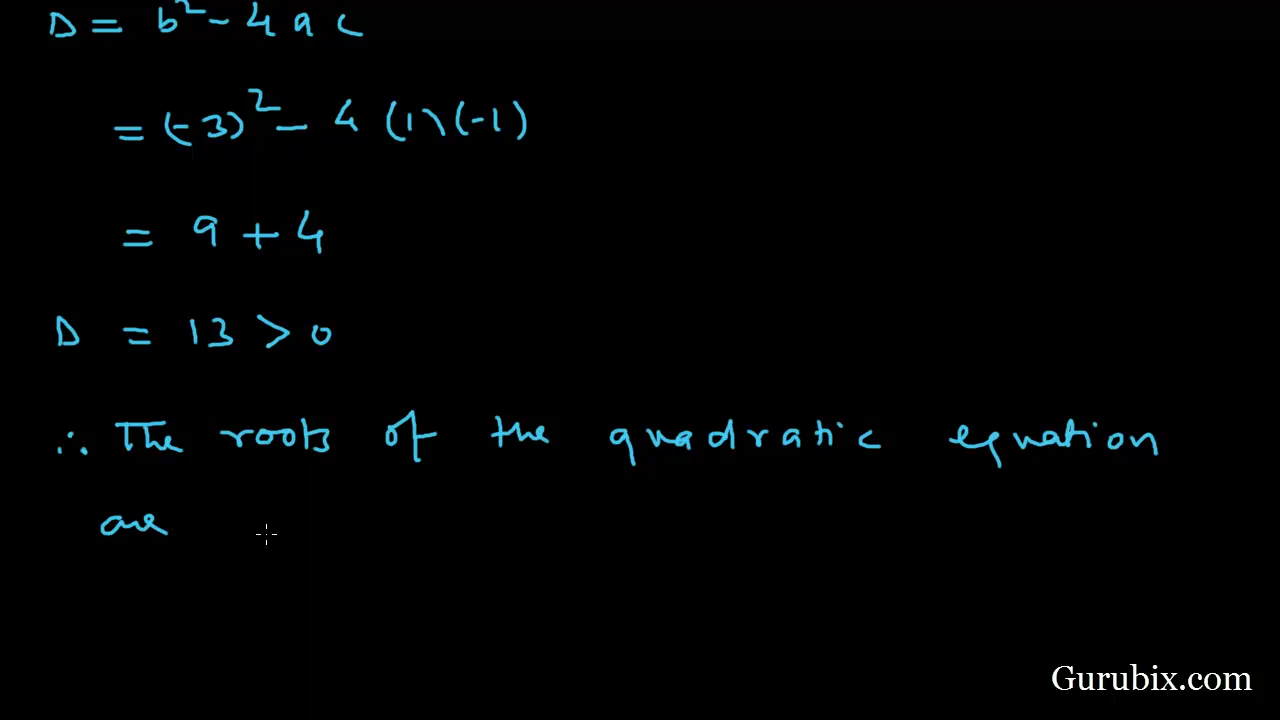 D = b² - 4 a c
= (-3)² - 4 (1) (-1)
= 9 + 4
D = 13 > 0
∴ The roots of the quadratic equation
are
Gurubix.com